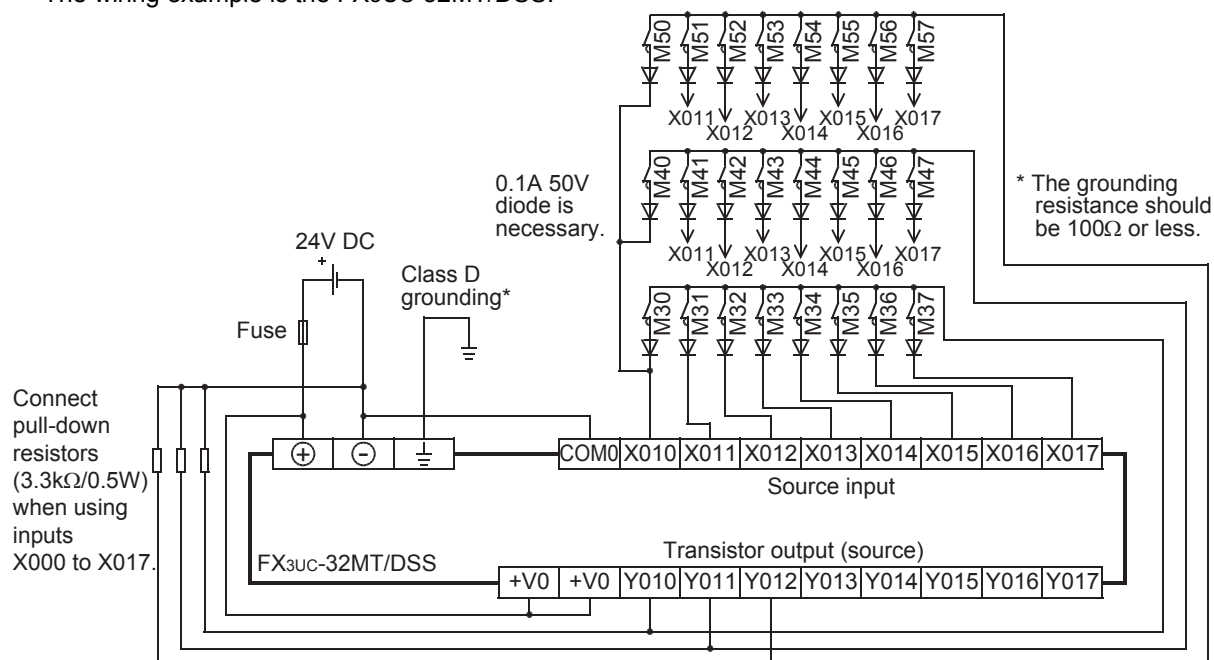 The wiring example is the FX3UC-32MT/DSS.
M50 M51 M52 M53 M54 M55 M56 M57
X011 X013 X015 X017
X012 X014 X016
M40 M41 M42 M43 M44 M45 M46 M47
0.1A 50V
diode is
necessary.
* The grounding
resistance should
be 100Ω or less.
X011 X013 X015 X017
X012 X014 X016
24V DC
+
Class D
grounding*
M30 M31 M32 M33 M34 M35 M36 M37
Fuse
Connect
pull-down
resistors
(3.3kΩ/0.5W)
when using
inputs
X000 to X017.
+ -
COM0 X010 X011 X012 X013 X014 X015 X016 X017
Source input
FX3UC-32MT/DSS
Transistor output (source)
+V0 +V0 Y010 Y011 Y012 Y013 Y014 Y015 Y016 Y017